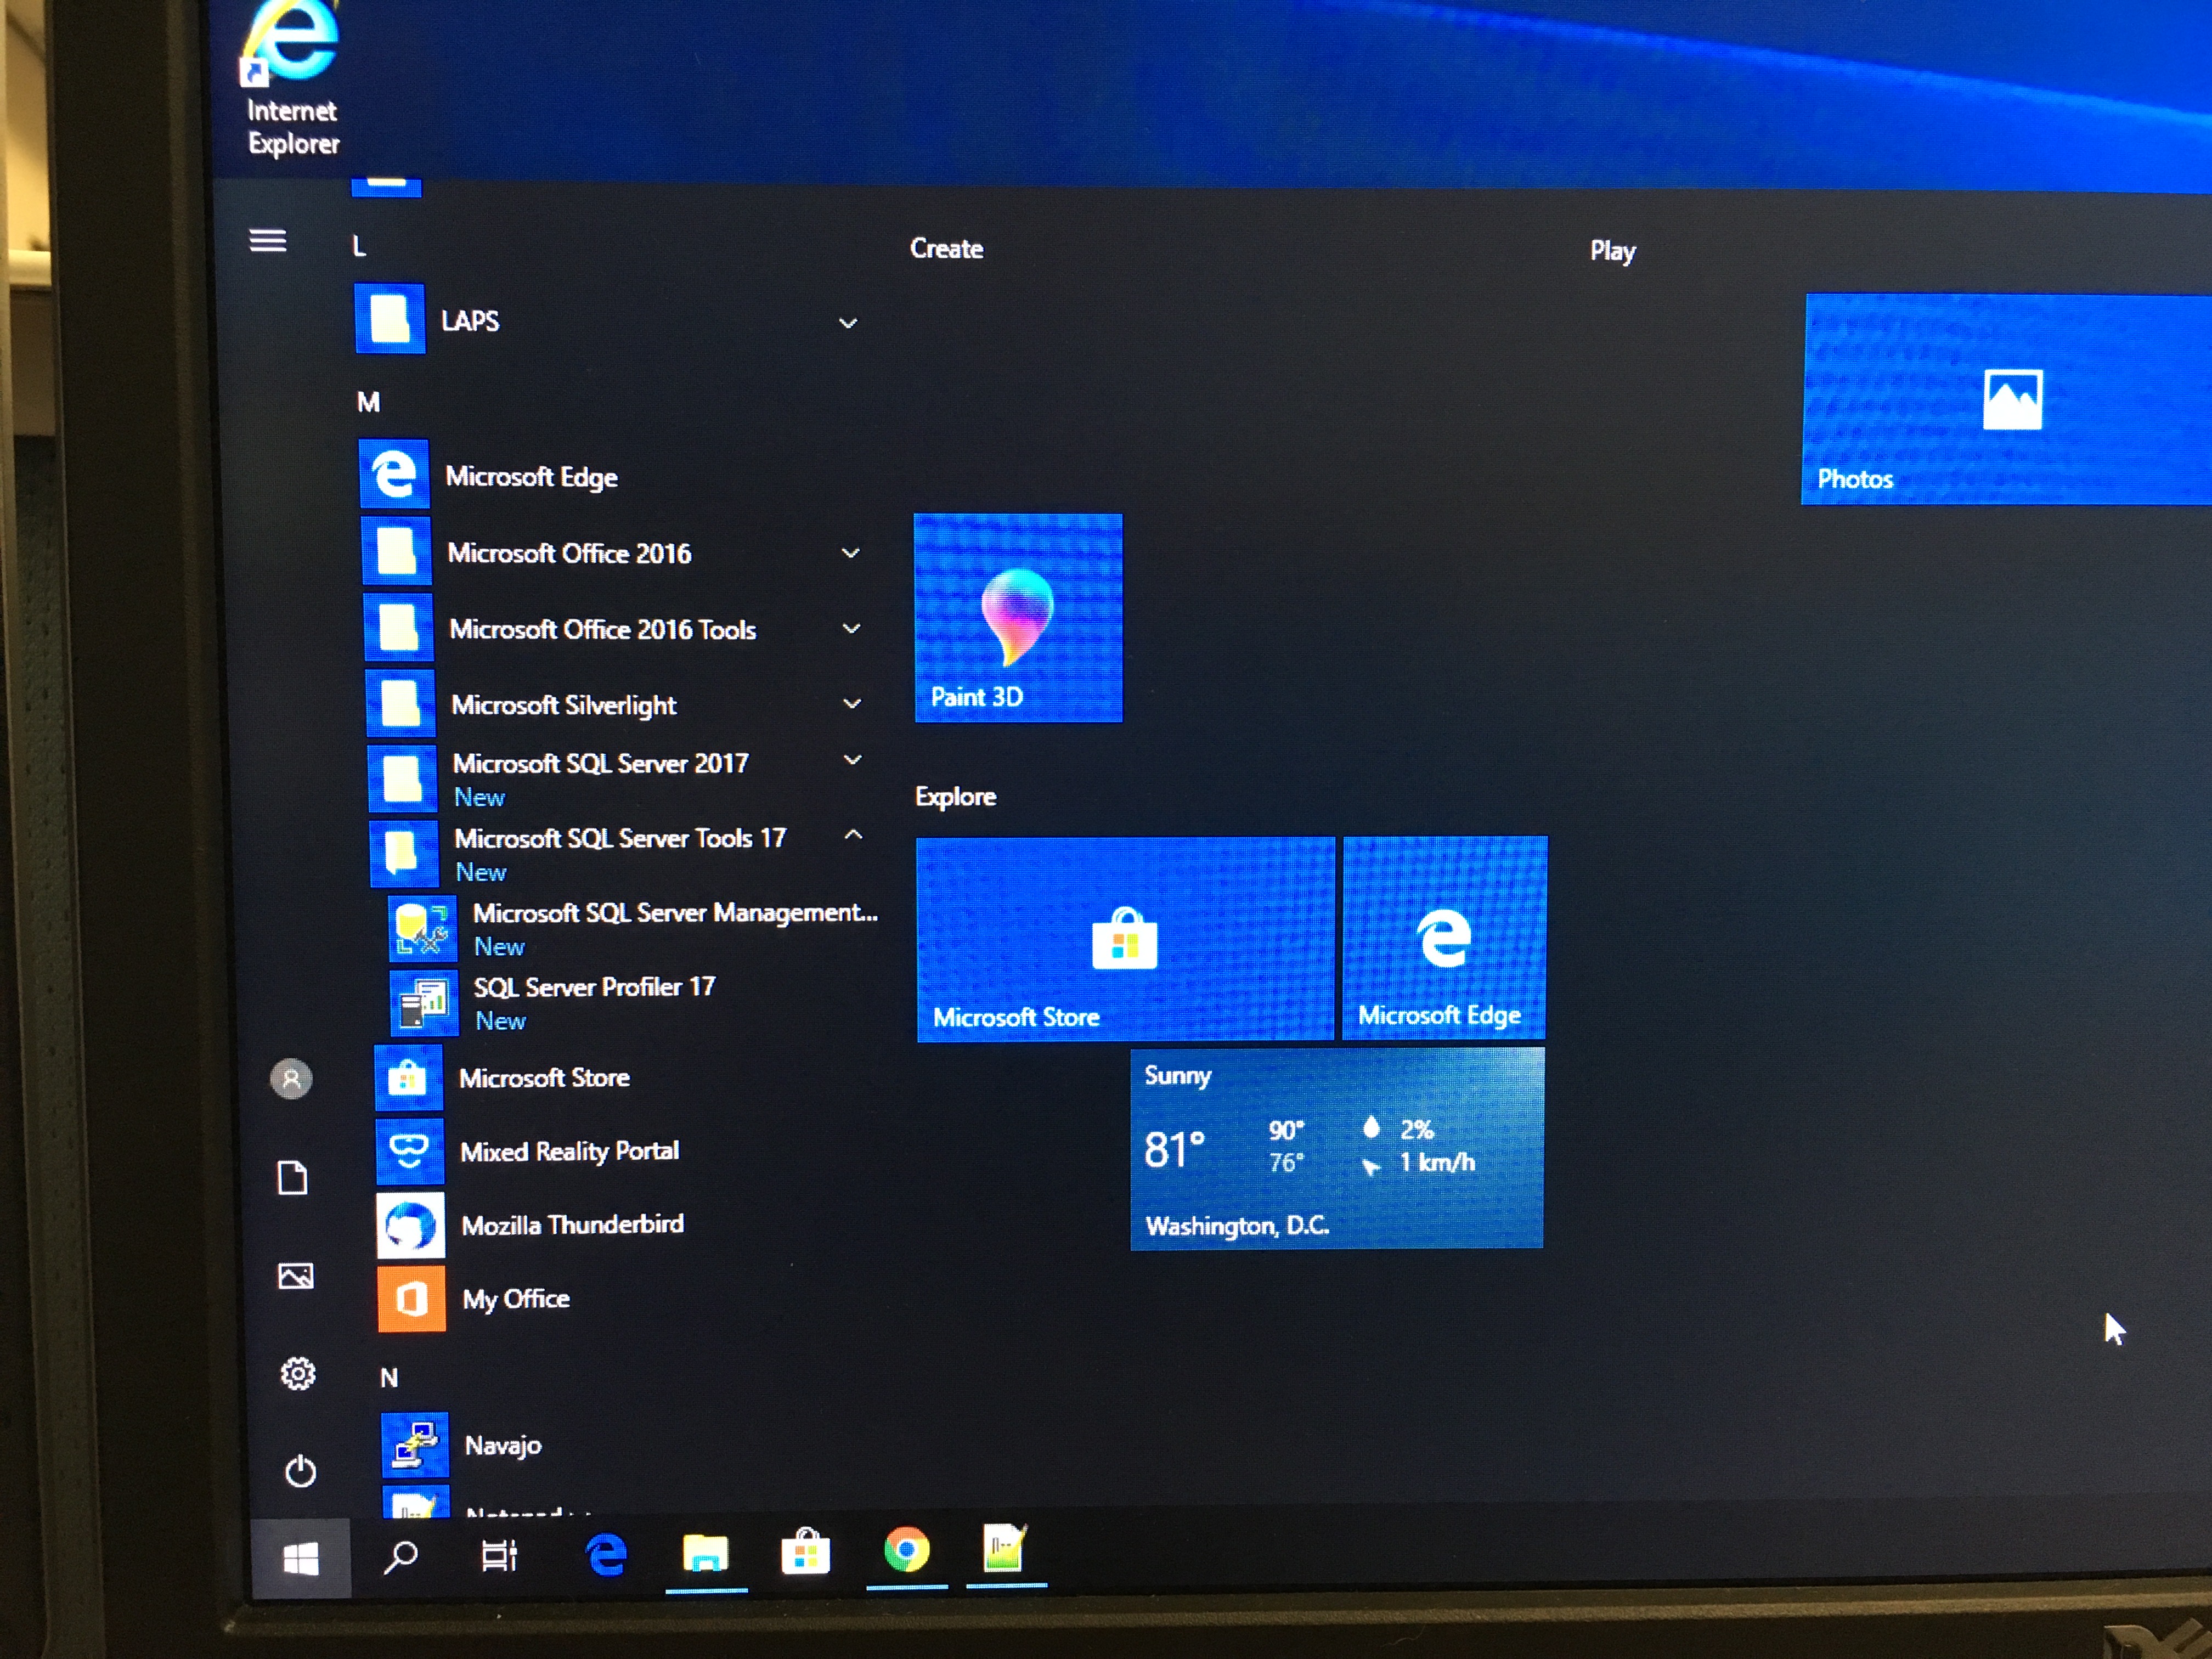 Internet
Explorer
L
LAPS
M
Microsoft Edge
Microsoft Office 2016
Microsoft Office 2016 Tools
Microsoft Silverlight
Microsoft SQL Server 2017
New
Microsoft SQL Server Tools 17
New
Microsoft SQL Server Management...
New
SQL Server Profiler 17
New
Microsoft Store
Mixed Reality Portal
Mozilla Thunderbird
My Office
N
Navajo
Create
Paint 3D
Explore
Microsoft Store
Microsoft Edge
Sunny
81° 90° 2%
76° 1 km/h
Washington, D.C.
Play
Photos